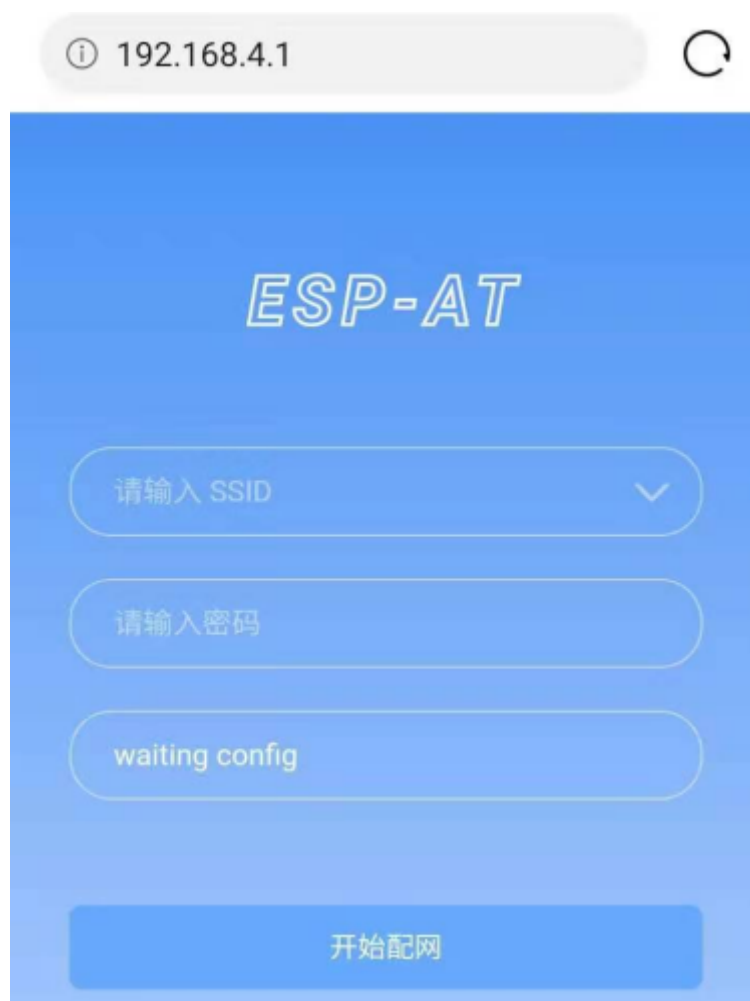 192.168.4.1
ESP-AT
请输入 SSID
请输入密码
waiting config
开始配网